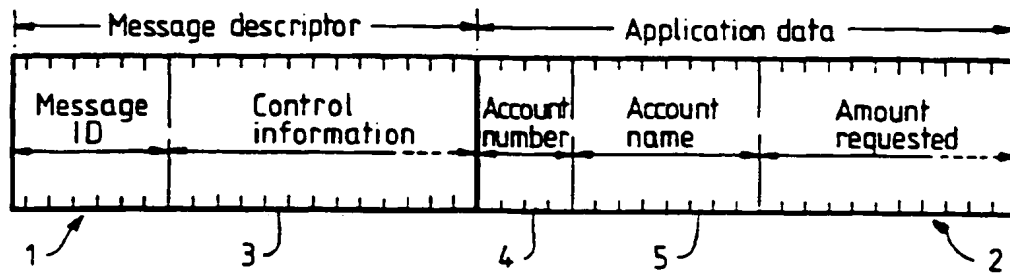 Message descriptor Application data
Message ID
Control information
Account number
Account name
Amount requested
1 3 4 5 2